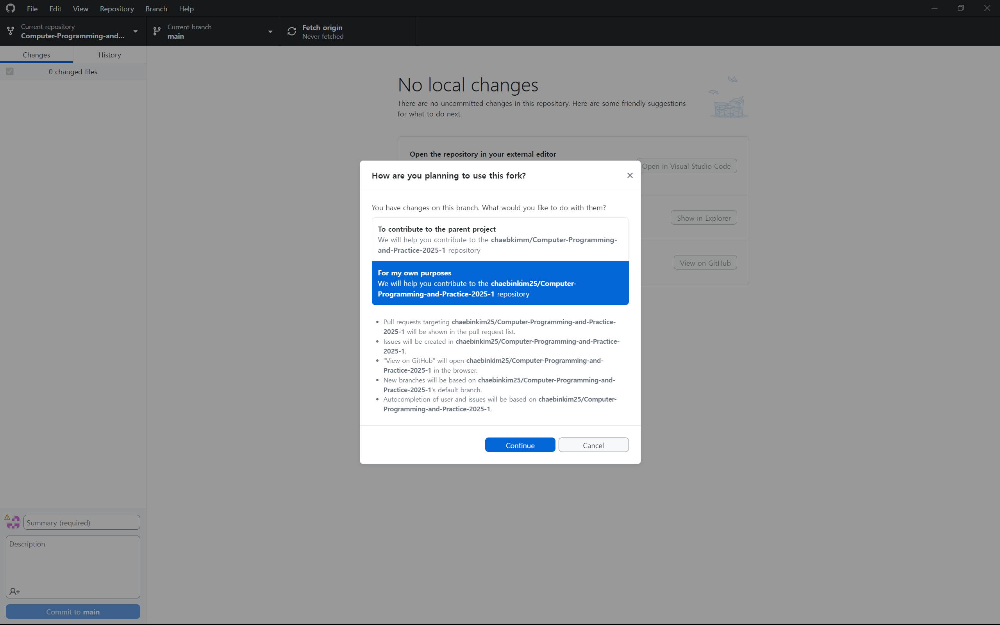 File Edit View Repository Branch Help
Current repository
Computer-Programming-and...
Current branch
main
Fetch origin
Never fetched
Changes History
0 changed files
No local changes
There are no uncommitted changes in this repository. Here are some friendly suggestions
for what to do next.
Open the repository in your external editor
Open in Visual Studio Code
Show in Explorer
View on GitHub
How are you planning to use this fork?
You have changes on this branch. What would you like to do with them?
To contribute to the parent project
We will help you contribute to the chaebkimm/Computer-Programming-
and-Practice-2025-1 repository
For my own purposes
We will help you contribute to the chaebinkim25/Computer-
Programming-and-Practice-2025-1 repository
• Pull requests targeting chaebinkim25/Computer-Programming-and-Practice-
2025-1 will be shown in the pull request list.
• Issues will be created in chaebinkim25/Computer-Programming-and-Practice-
2025-1.
• "View on GitHub" will open chaebinkim25/Computer-Programming-and-
Practice-2025-1 in the browser.
• New branches will be based on chaebinkim25/Computer-Programming-and-
Practice-2025-1's default branch.
• Autocompletion of user and issues will be based on chaebinkim25/Computer-
Programming-and-Practice-2025-1.
Continue Cancel
Summary (required)
Description
Commit to main